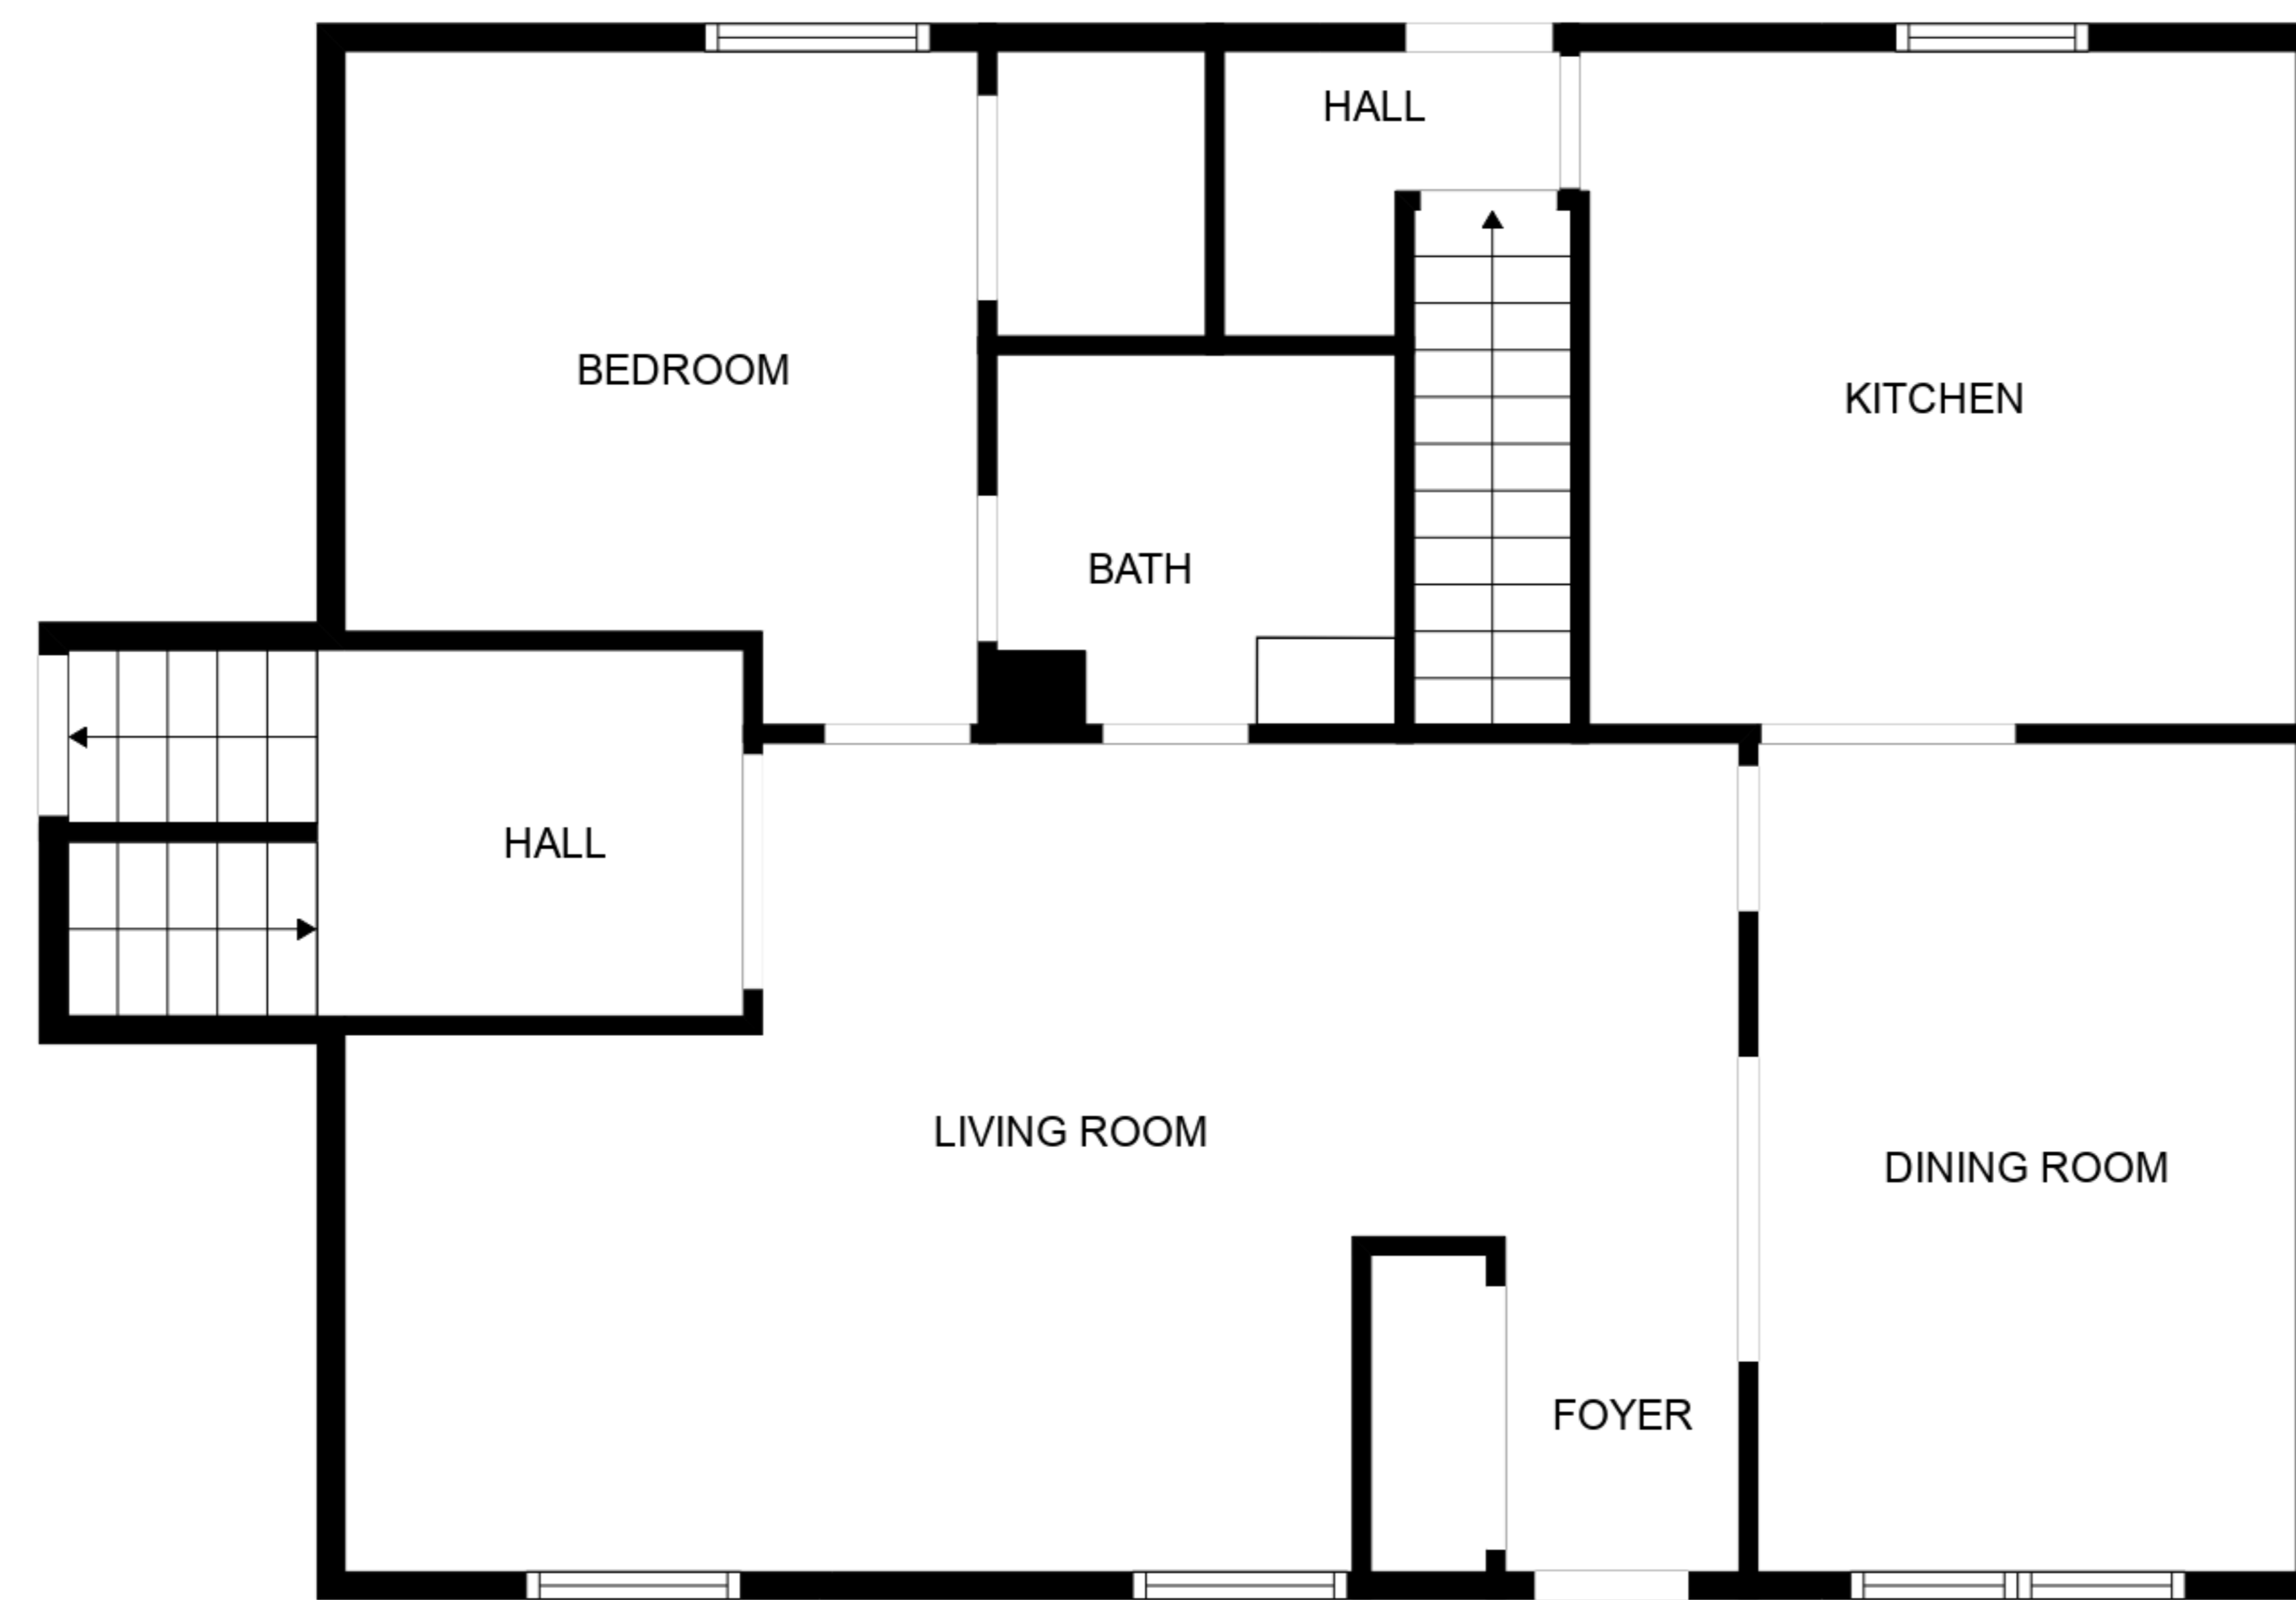 HALL
BEDROOM
KITCHEN
BATH
HALL
LIVING ROOM
DINING ROOM
FOYER